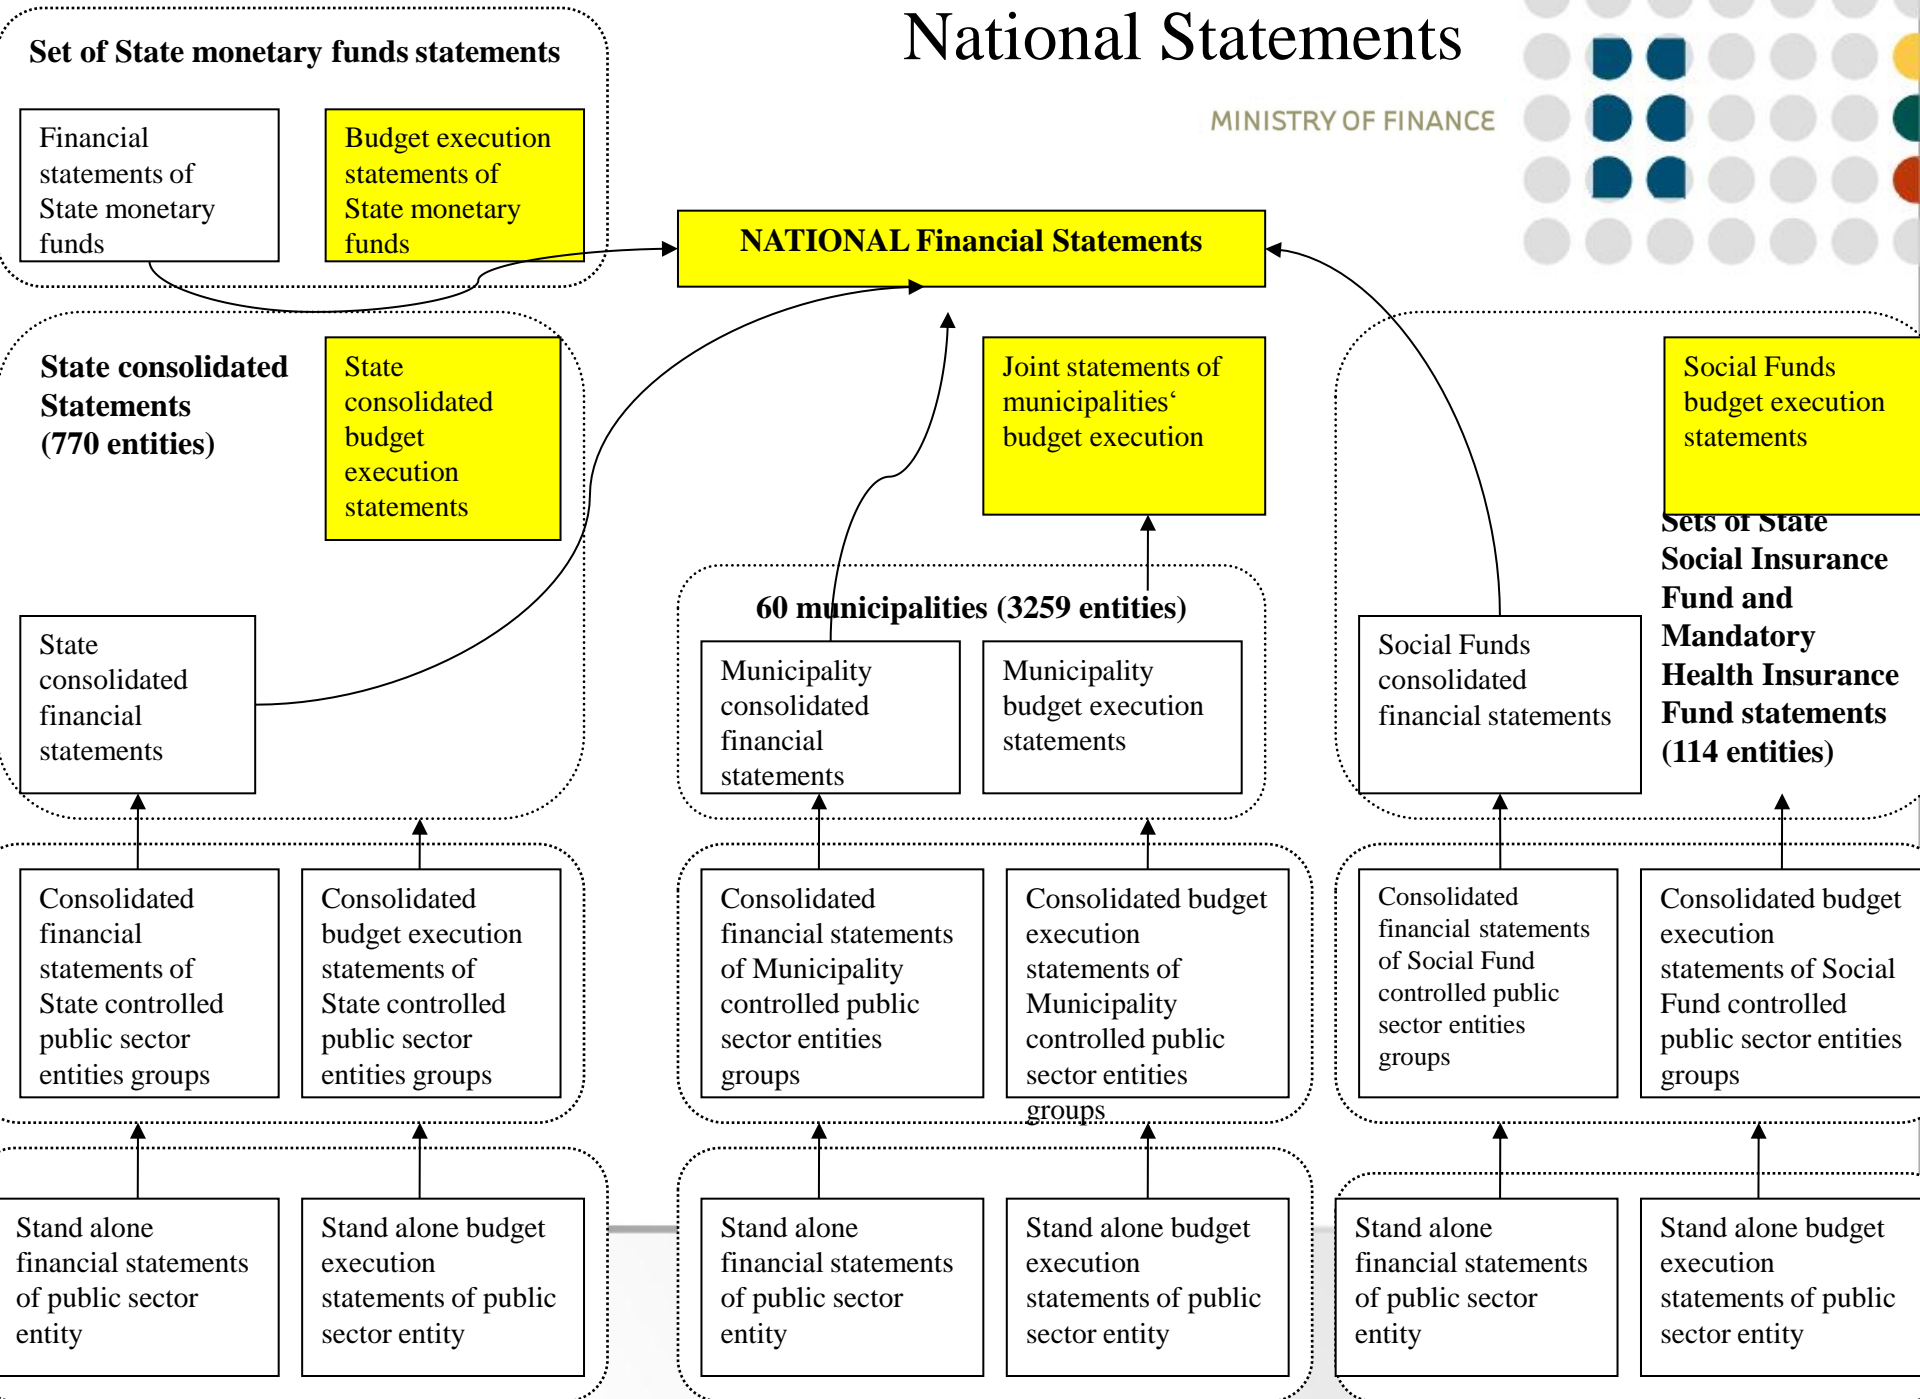 National Statements
MINISTRY OF FINANCE
Set of State monetary funds statements
Financial
statements of
State monetary
funds
Budget execution
statements of
State monetary
funds
NATIONAL Financial Statements
State consolidated
Statements
(770 entities)
State
consolidated
budget
execution
statements
Joint statements of
municipalities‘
budget execution
Social Funds
budget execution
statements
Sets of State
Social Insurance
Fund and
Mandatory
Health Insurance
Fund statements
(114 entities)
60 municipalities (3259 entities)
State
consolidated
financial
statements
Municipality
consolidated
financial
statements
Municipality
budget execution
statements
Social Funds
consolidated
financial statements
Consolidated
financial
statements of
State controlled
public sector
entities groups
Consolidated
budget execution
statements of
State controlled
public sector
entities groups
Consolidated
financial statements
of Municipality
controlled public
sector entities
groups
Consolidated budget
execution
statements of
Municipality
controlled public
sector entities
groups
Consolidated
financial statements
of Social Fund
controlled public
sector entities
groups
Consolidated budget
execution
statements of Social
Fund controlled
public sector entities
groups
Stand alone
financial statements
of public sector
entity
Stand alone budget
execution
statements of public
sector entity
Stand alone
financial statements
of public sector
entity
Stand alone budget
execution
statements of public
sector entity
Stand alone
financial statements
of public sector
entity
Stand alone budget
execution
statements of public
sector entity